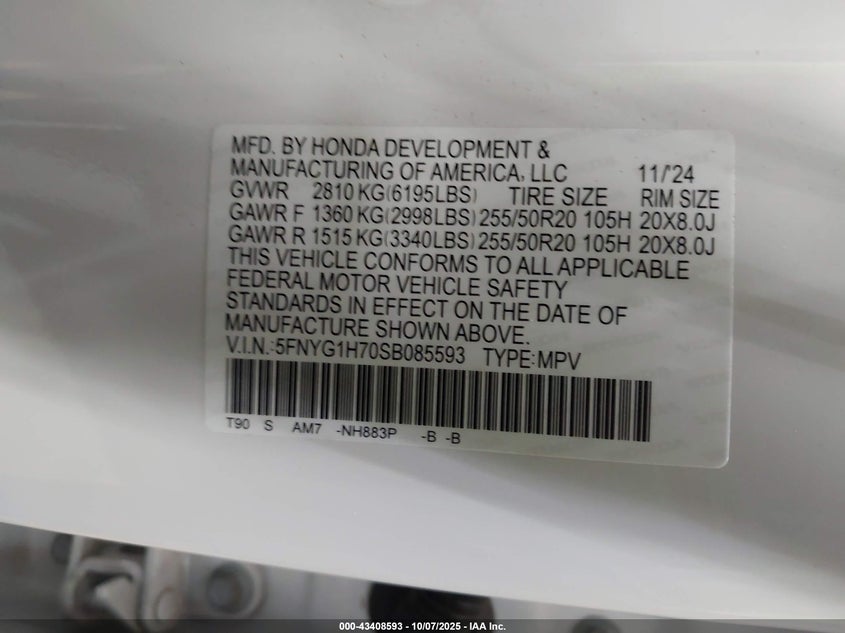 MFD. BY HONDA DEVELOPMENT &
MANUFACTURING OF AMERICA, LLC 11/'24
GVWR 2810 KG(6195LBS) TIRE SIZE RIM SIZE
GAWR F 1360 KG(2998LBS) 255/50R20 105H 20X8.0J
GAWR R 1515 KG(3340LBS) 255/50R20 105H 20X8.0J
THIS VEHICLE CONFORMS TO ALL APPLICABLE
FEDERAL MOTOR VEHICLE SAFETY
STANDARDS IN EFFECT ON THE DATE OF
MANUFACTURE SHOWN ABOVE.
V.I.N.:5FNYG1H70SB085593 TYPE:MPV
T90 S AM7 -NH883P -B -B
000-43408593 - 10/07/2025 - IAA Inc.